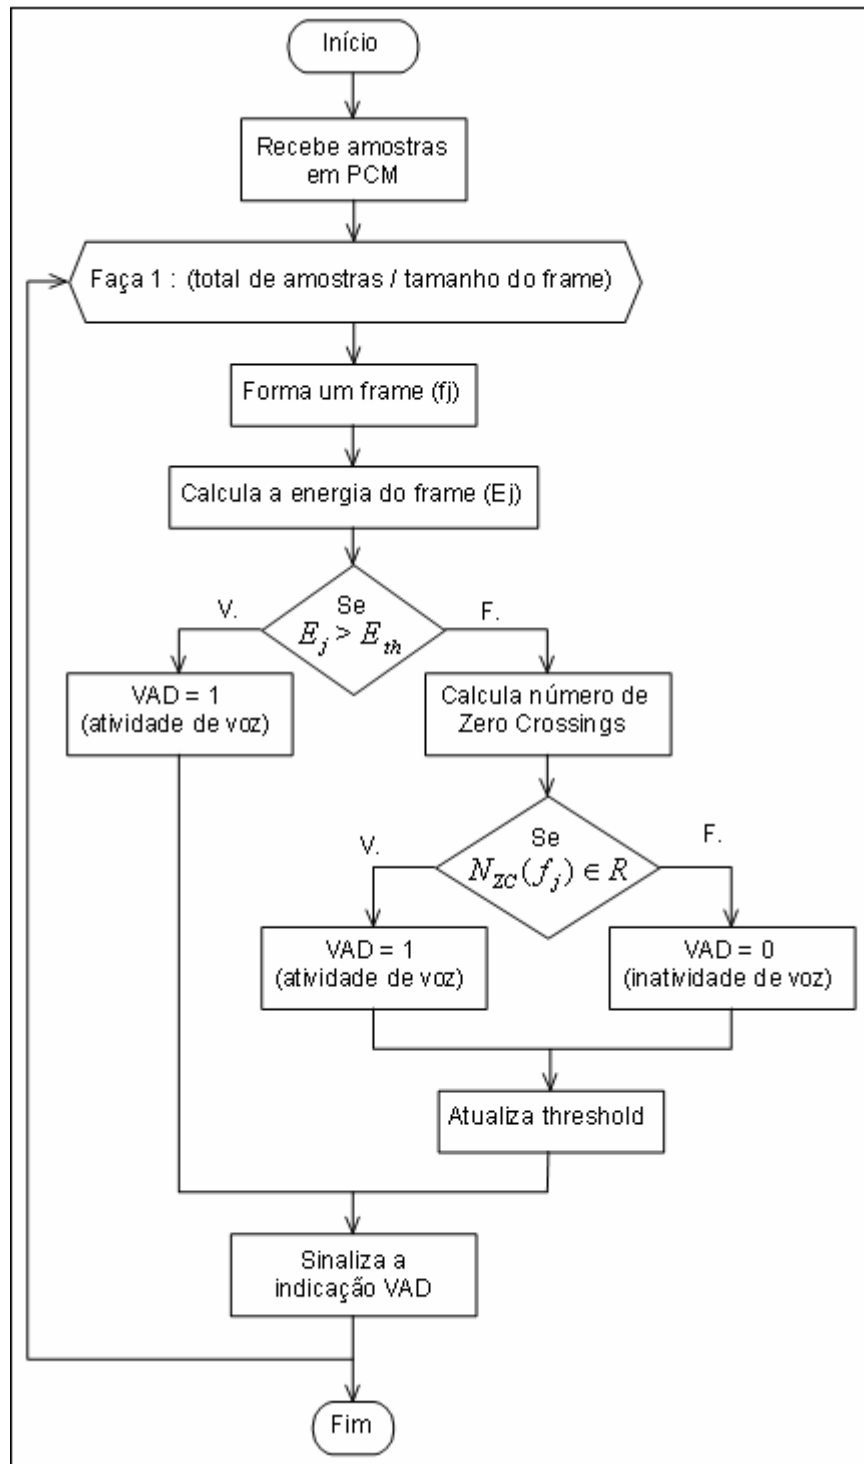 Início
Recebe amostras
em PCM
Faça 1 : (total de amostras / tamanho do frame)
Forma um frame (fj)
Calcula a energia do frame (Ej)
V.
Se
F.
E_j > E_th
VAD = 1
(atividade de voz)
Calcula número de
Zero Crossings
V.
Se
F.
N_ZC(f_j) ∈ R
VAD = 1
(atividade de voz)
VAD = 0
(inatividade de voz)
Atualiza threshold
Sinaliza a
indicação VAD
Fim